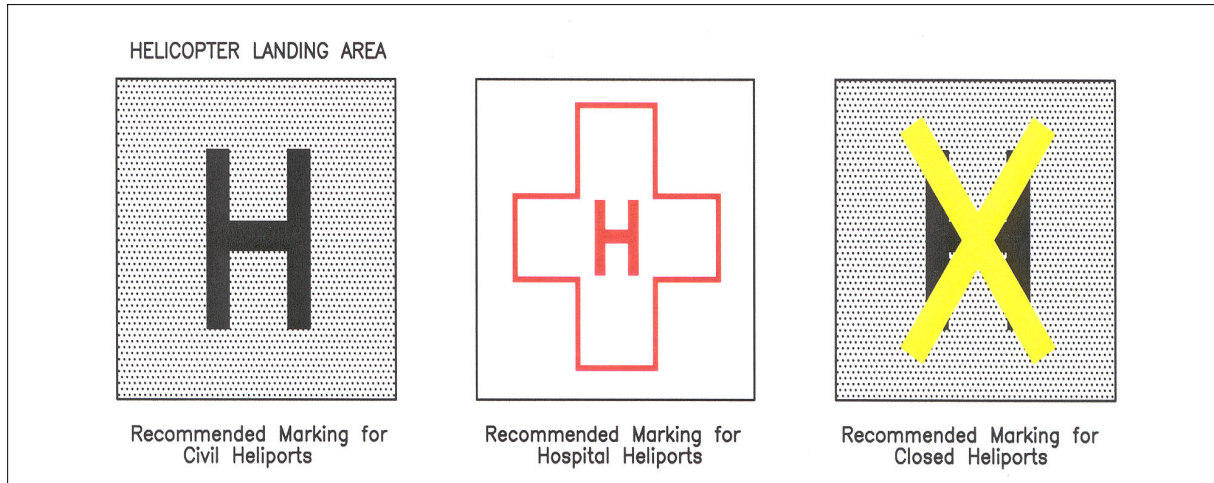 HELICOPTER LANDING AREA
H
H
X
Recommended Marking for
Civil Heliports
Recommended Marking for
Hospital Heliports
Recommended Marking for
Closed Heliports